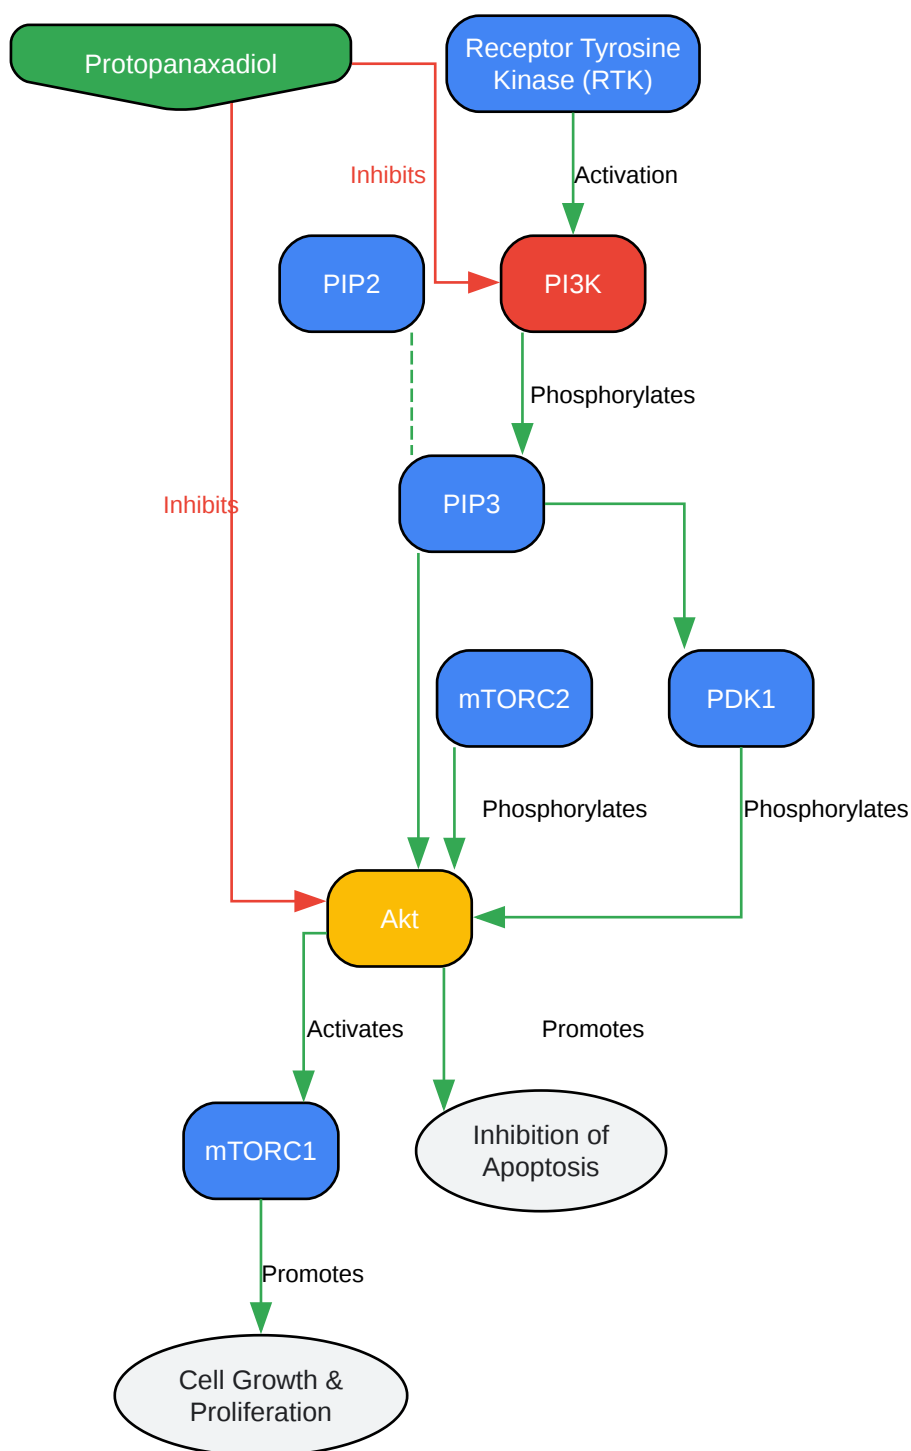 Protopanaxadiol
Receptor Tyrosine
Kinase (RTK)
Inhibits
Activation
PIP2
PI3K
Phosphorylates
PIP3
Inhibits
mTORC2
PDK1
Phosphorylates
Phosphorylates
Akt
Activates
Promotes
mTORC1
Inhibition of
Apoptosis
Promotes
Cell Growth &
Proliferation